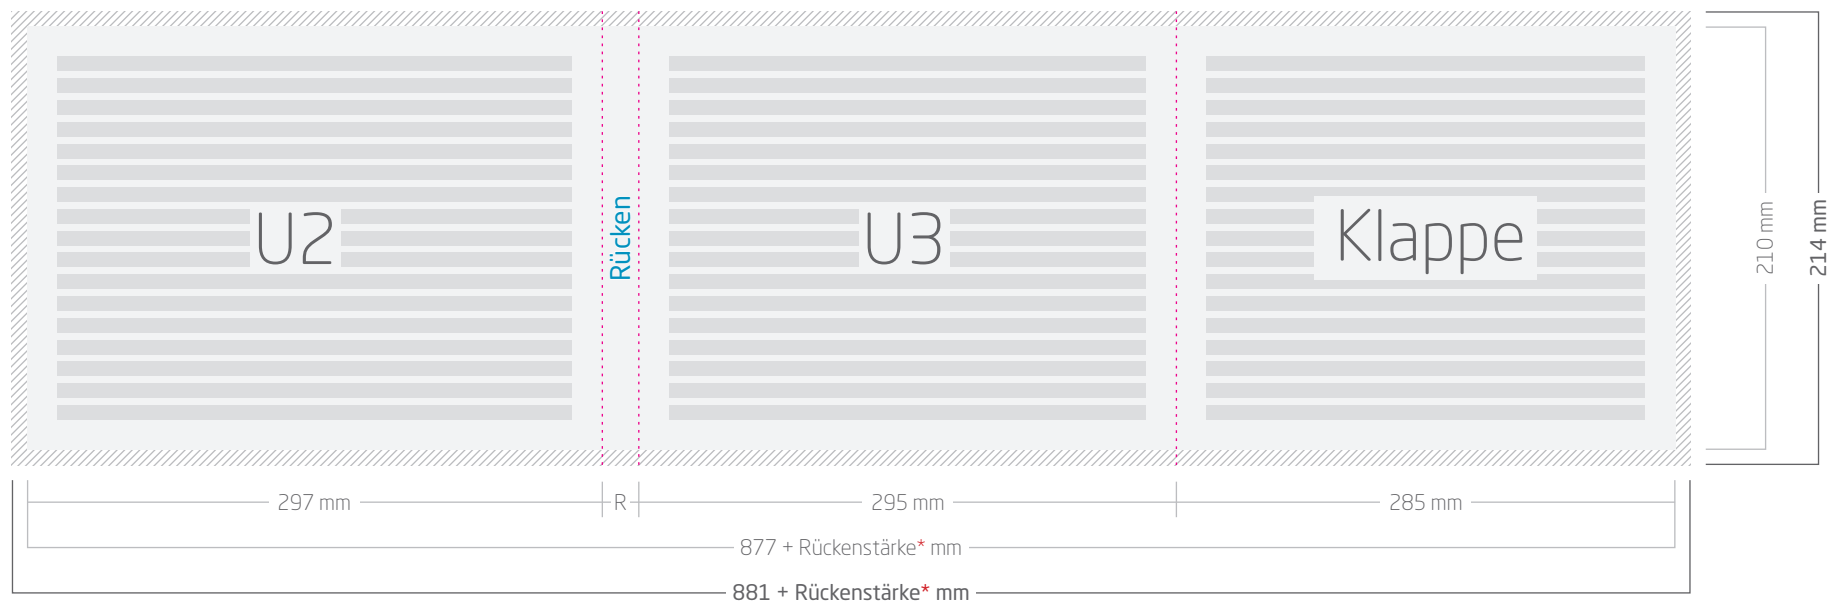 U2
Rücken
U3
Klappe
210 mm
214 mm
297 mm
R
295 mm
285 mm
877 + Rückenstärke* mm
881 + Rückenstärke* mm